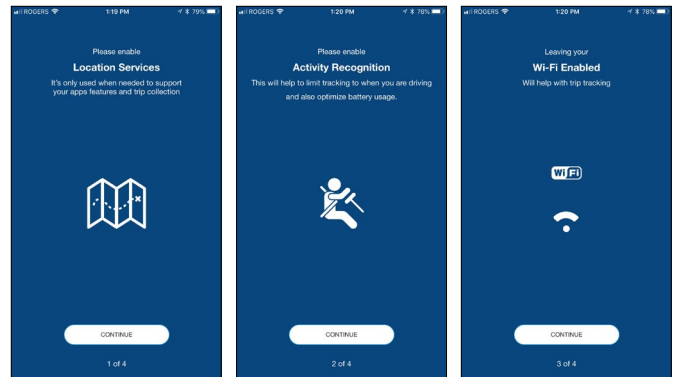 ROGERS 1:19 PM 79%
Please enable
Location Services
It's only used when needed to support
your apps features and trip collection
CONTINUE
1 of 4
ROGERS 1:20 PM 78%
Please enable
Activity Recognition
This will help to limit tracking to when you are driving
and also optimize battery usage.
CONTINUE
2 of 4
ROGERS 1:20 PM 78%
Leaving your
Wi-Fi Enabled
Will help with trip tracking
Wi Fi
CONTINUE
3 of 4